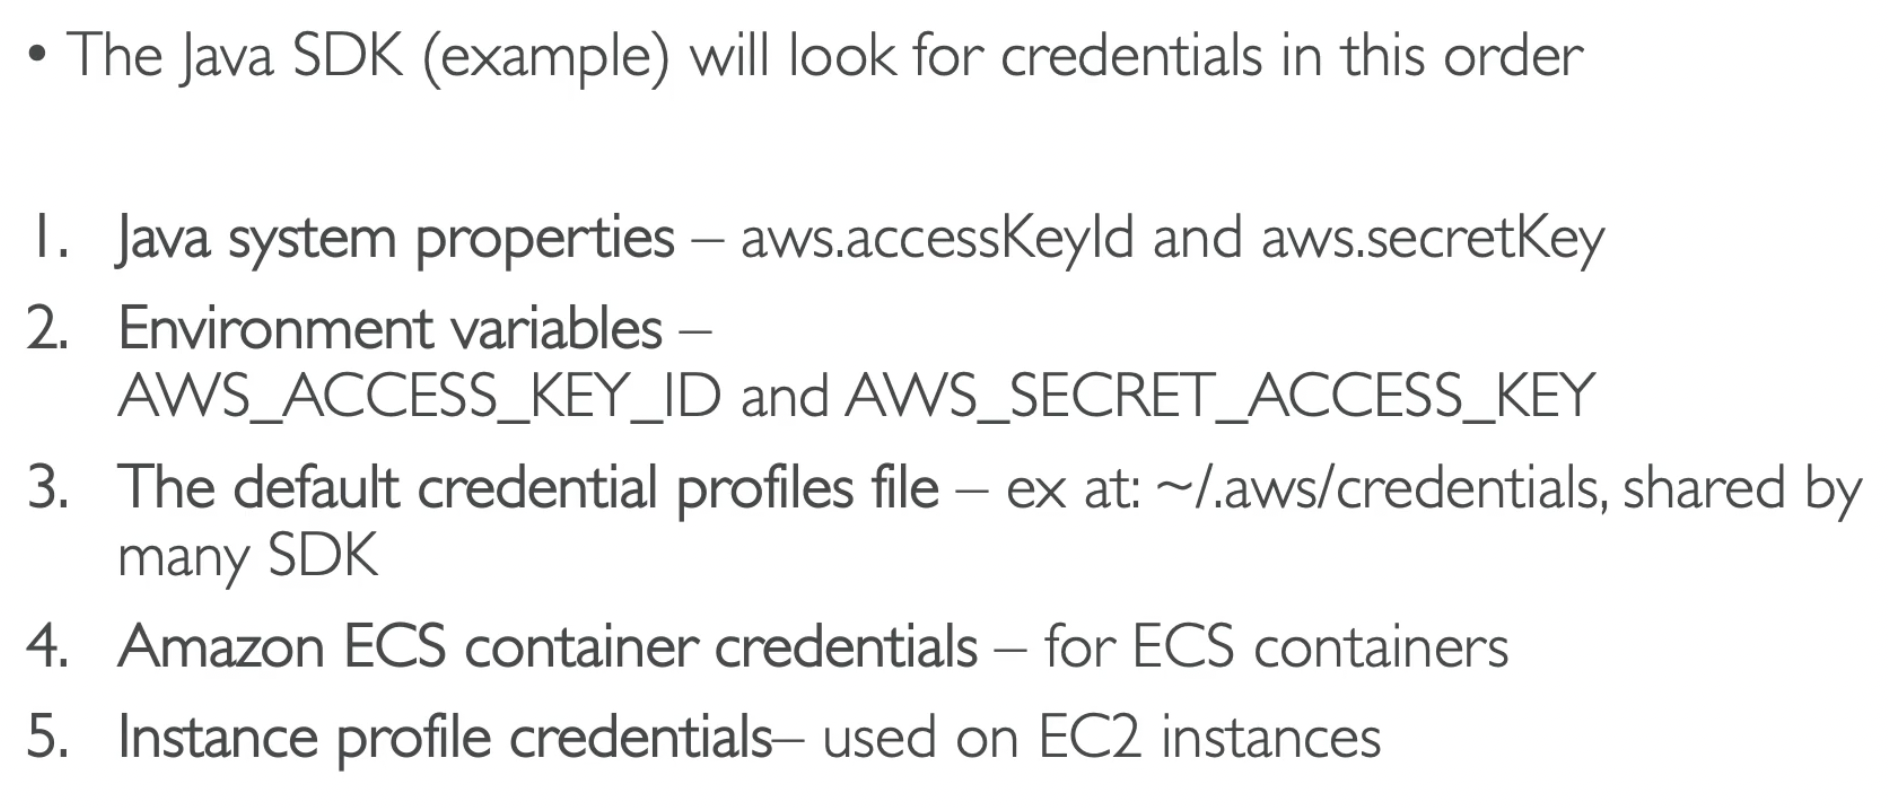 • The Java SDK (example) will look for credentials in this order
1. Java system properties – aws.accessKeyId and aws.secretKey
2. Environment variables –
AWS_ACCESS_KEY_ID and AWS_SECRET_ACCESS_KEY
3. The default credential profiles file – ex at: ~/.aws/credentials, shared by
many SDK
4. Amazon ECS container credentials – for ECS containers
5. Instance profile credentials– used on EC2 instances